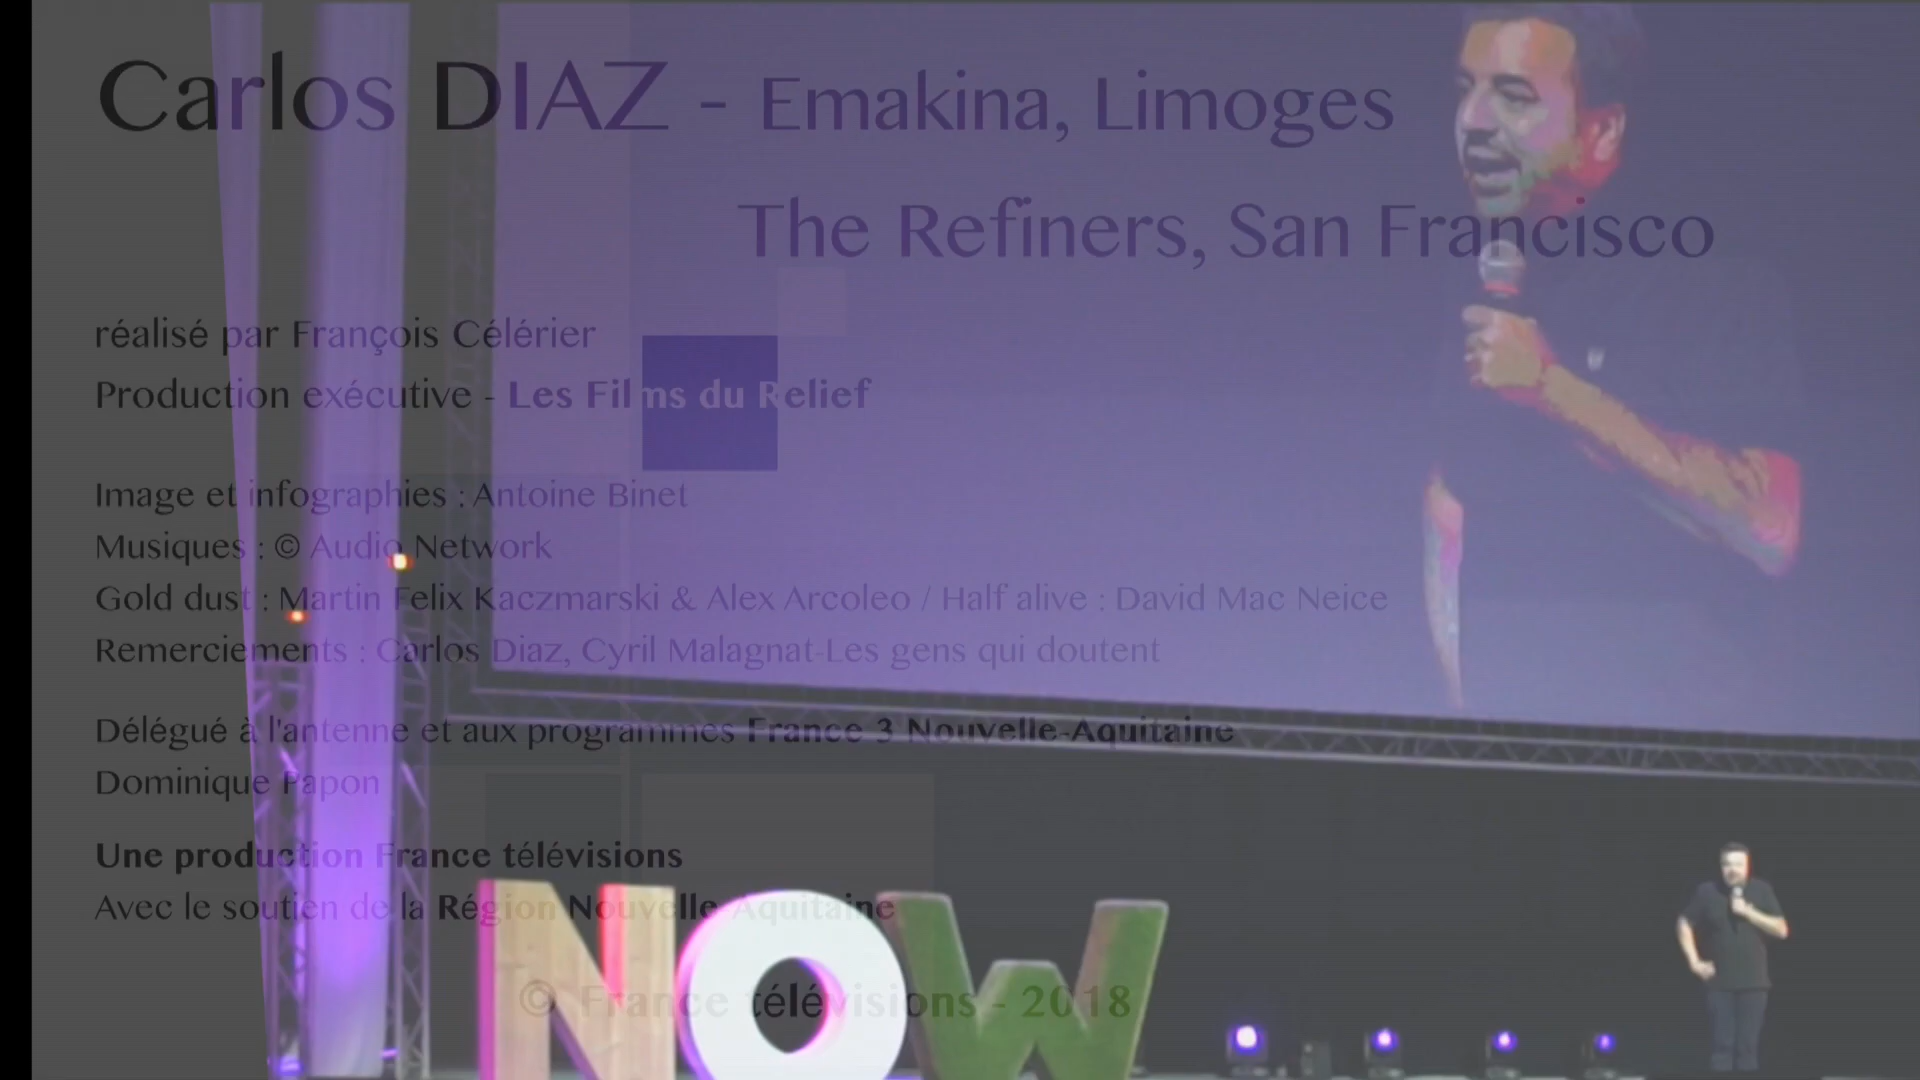 Carlos DIAZ - Emakina, Limoges
The Refiners, San Francisco
réalisé par François Célérier
Production exécutive - Les Films du Relief
Image et infographies : Antoine Binet
Musiques : © Audio Network
Gold dust : Martin Felix Kaczmarski & Alex Arcoleo / Half alive : David Mac Neice
Remerciements : Carlos Diaz, Cyril Malagnat-Les gens qui doutent
Délégué à l'antenne et aux programmes France 3 Nouvelle-Aquitaine
Dominique Papon
Une production France télévisions
Avec le soutien de la Région Nouvelle-Aquitaine
© France télévisions - 2018
NOW